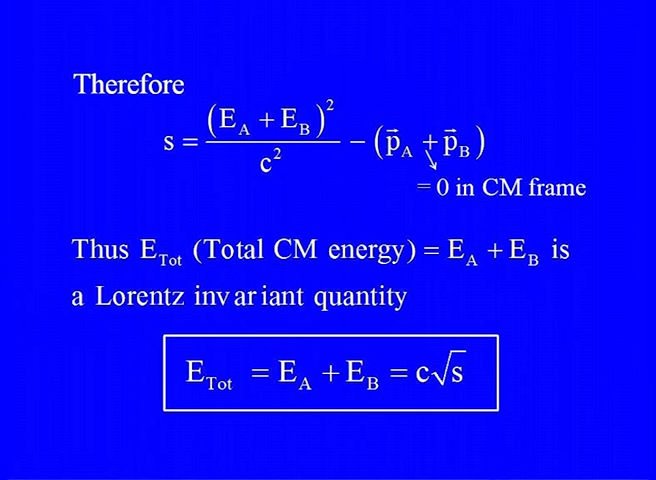 Therefore
s = (E_A + E_B)^2 / c^2 − (p⃗_A + p⃗_B)
= 0 in CM frame
Thus E_Tot (Total CM energy) = E_A + E_B is
a Lorentz invariant quantity
E_Tot = E_A + E_B = c√s